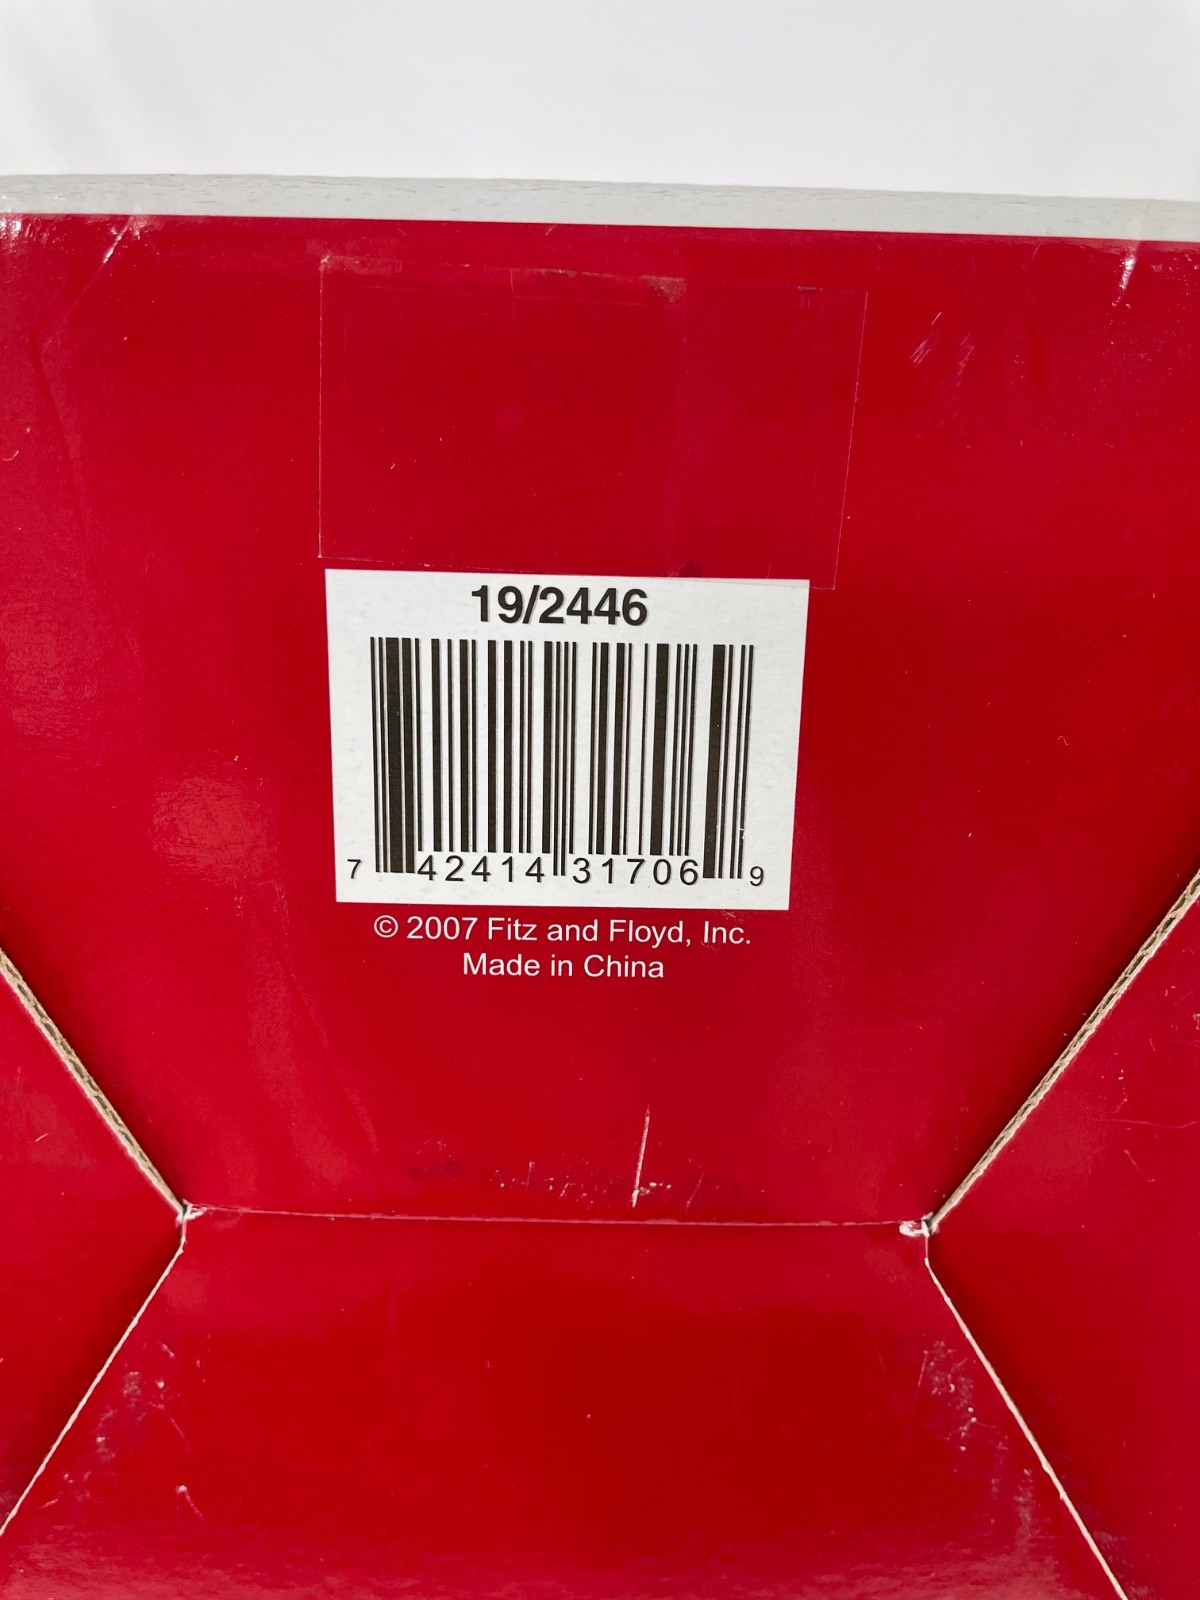 19/2446
7 42414 31706 9
© 2007 Fitz and Floyd, Inc.
Made in China